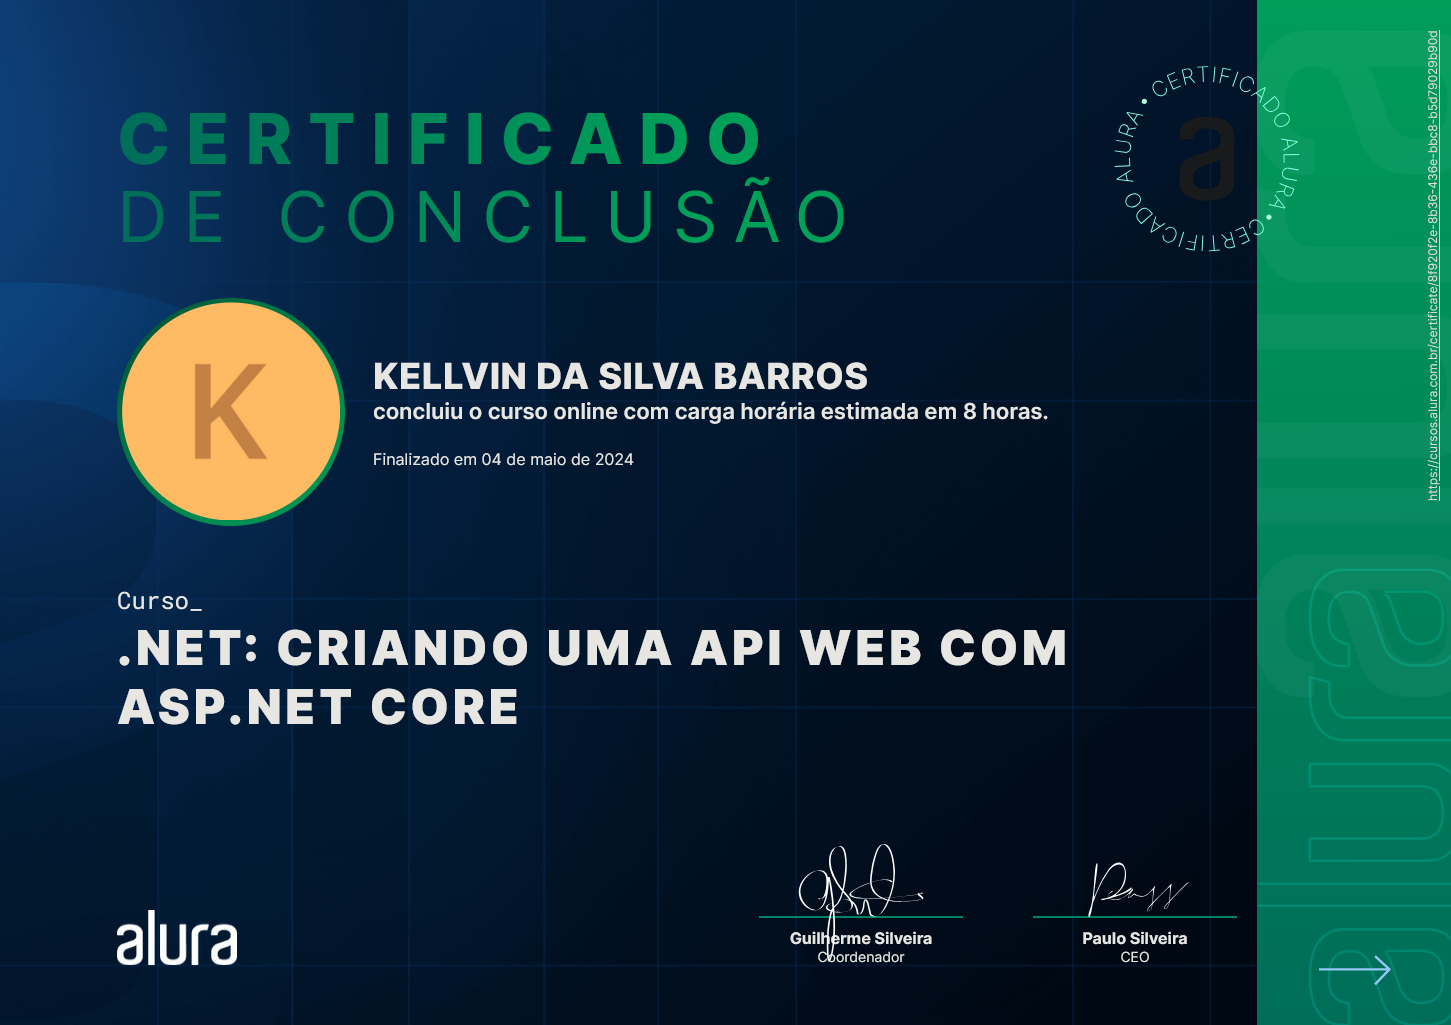 CERTIFICADO
DE CONCLUSÃO
CERTIFICADO ALURA • CERTIFICADO ALURA •
a
https://cursos.alura.com.br/certificate/8f920f2e-8b36-436e-bbc8-b5d79029b90d
K
KELLVIN DA SILVA BARROS
concluiu o curso online com carga horária estimada em 8 horas.
Finalizado em 04 de maio de 2024
Curso_
.NET: CRIANDO UMA API WEB COM
ASP.NET CORE
alura
Guilherme Silveira
Coordenador
Paulo Silveira
CEO
alura